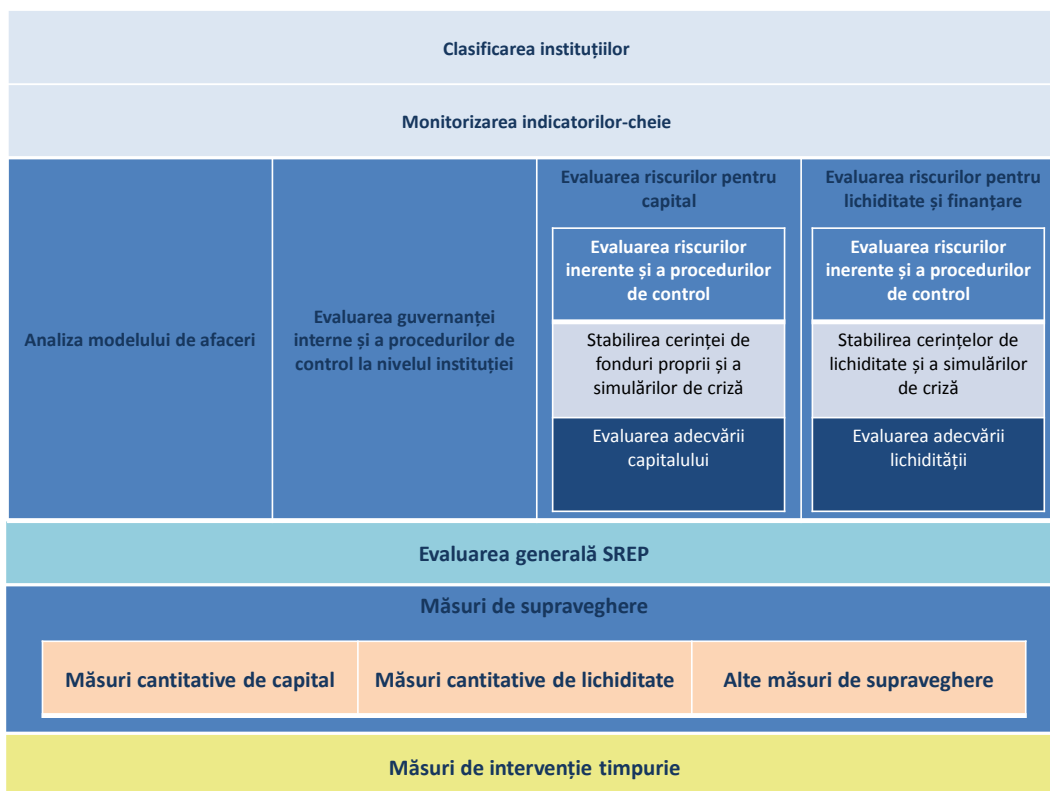 Clasificarea instituțiilor
Monitorizarea indicatorilor-cheie
Analiza modelului de afaceri
Evaluarea guvernanței
interne și a procedurilor de
control la nivelul instituției
Evaluarea riscurilor pentru
capital
Evaluarea riscurilor
inerente și a procedurilor
de control
Stabilirea cerinței de
fonduri proprii și a
simulărilor de criză
Evaluarea adecvării
capitalului
Evaluarea riscurilor pentru
lichiditate și finanțare
Evaluarea riscurilor
inerente și a procedurilor
de control
Stabilirea cerințelor de
lichiditate și a simulărilor
de criză
Evaluarea adecvării
lichidității
Evaluarea generală SREP
Măsuri de supraveghere
Măsuri cantitative de capital
Măsuri cantitative de lichiditate
Alte măsuri de supraveghere
Măsuri de intervenție timpurie